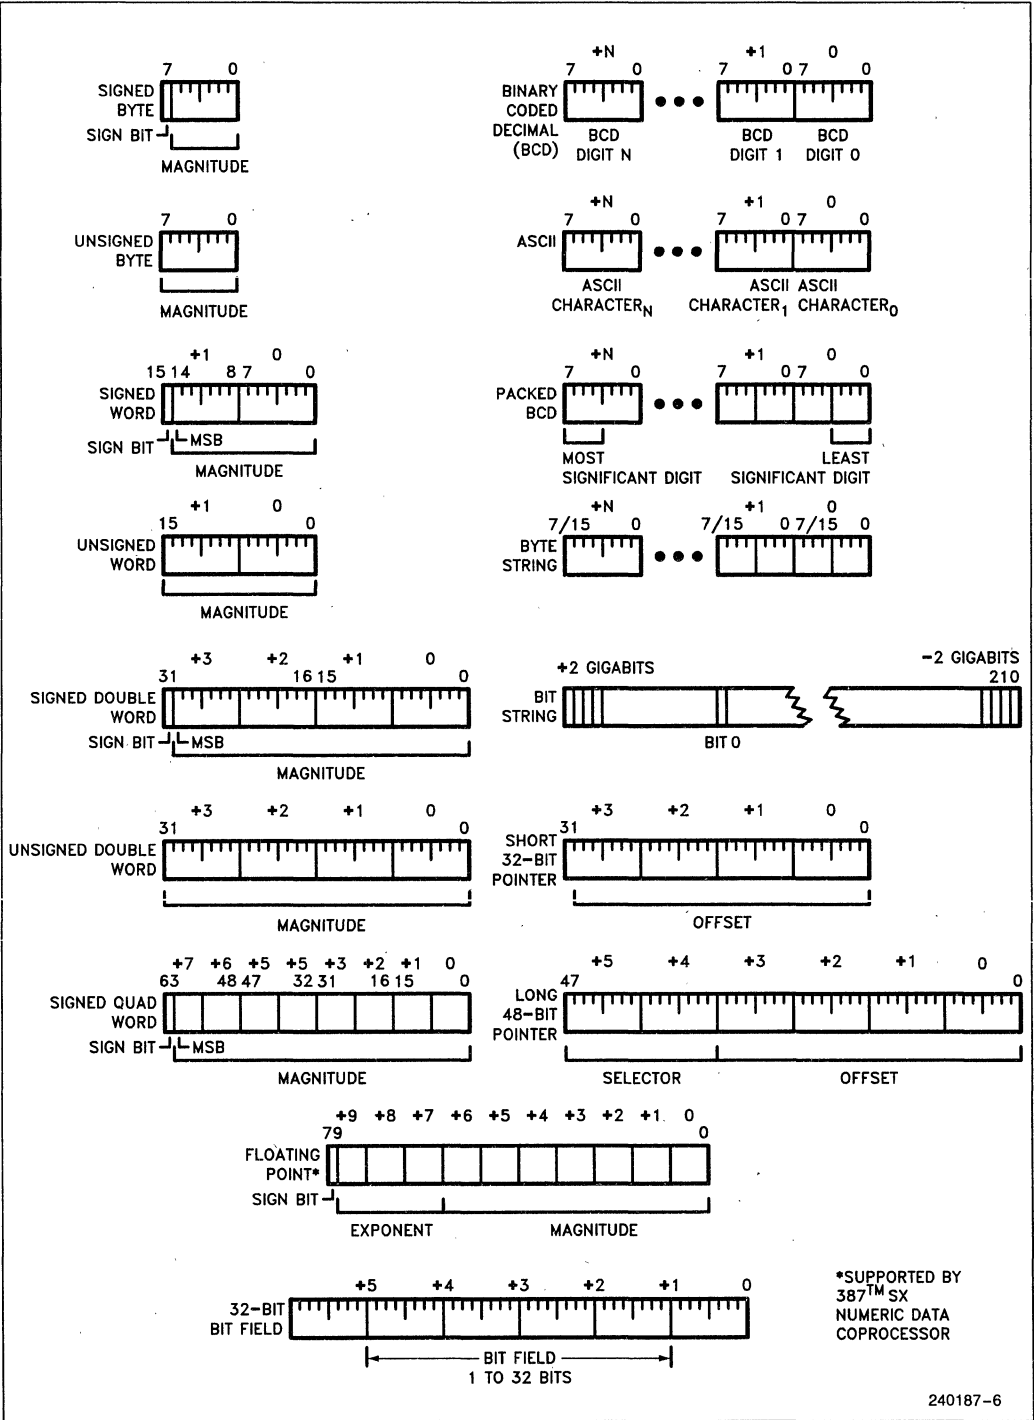 7 0
SIGNED
BYTE
SIGN BIT
MAGNITUDE
7 0
UNSIGNED
BYTE
MAGNITUDE
+1 0
15 14 8 7 0
SIGNED
WORD
SIGN BIT MSB
MAGNITUDE
+1 0
15 0
UNSIGNED
WORD
MAGNITUDE
+3 +2 +1 0
31 16 15 0
SIGNED DOUBLE
WORD
SIGN BIT MSB
MAGNITUDE
+3 +2 +1 0
31 0
UNSIGNED DOUBLE
WORD
MAGNITUDE
+7 +6 +5 +5 +3 +2 +1 0
63 48 47 32 31 16 15 0
SIGNED QUAD
WORD
SIGN BIT MSB
MAGNITUDE
+N +1 0
7 0 7 0 7 0
BINARY
CODED
DECIMAL
(BCD)
BCD BCD BCD
DIGIT N DIGIT 1 DIGIT 0
+N +1 0
7 0 7 0 7 0
ASCII
ASCII ASCII ASCII
CHARACTERN CHARACTER1 CHARACTER0
+N +1 0
7 0 7 0 7 0
PACKED
BCD
MOST LEAST
SIGNIFICANT DIGIT SIGNIFICANT DIGIT
+N +1 0
7/15 0 7/15 0 7/15 0
BYTE
STRING
+2 GIGABITS -2 GIGABITS
210
BIT
STRING
BIT 0
+3 +2 +1 0
31 0
SHORT
32-BIT
POINTER
OFFSET
+5 +4 +3 +2 +1 0
47 0
LONG
48-BIT
POINTER
SELECTOR OFFSET
+9 +8 +7 +6 +5 +4 +3 +2 +1 0
79 0
FLOATING
POINT*
SIGN BIT
EXPONENT MAGNITUDE
+5 +4 +3 +2 +1 0
32-BIT
BIT FIELD
BIT FIELD
1 TO 32 BITS
*SUPPORTED BY
387™ SX
NUMERIC DATA
COPROCESSOR
240187-6